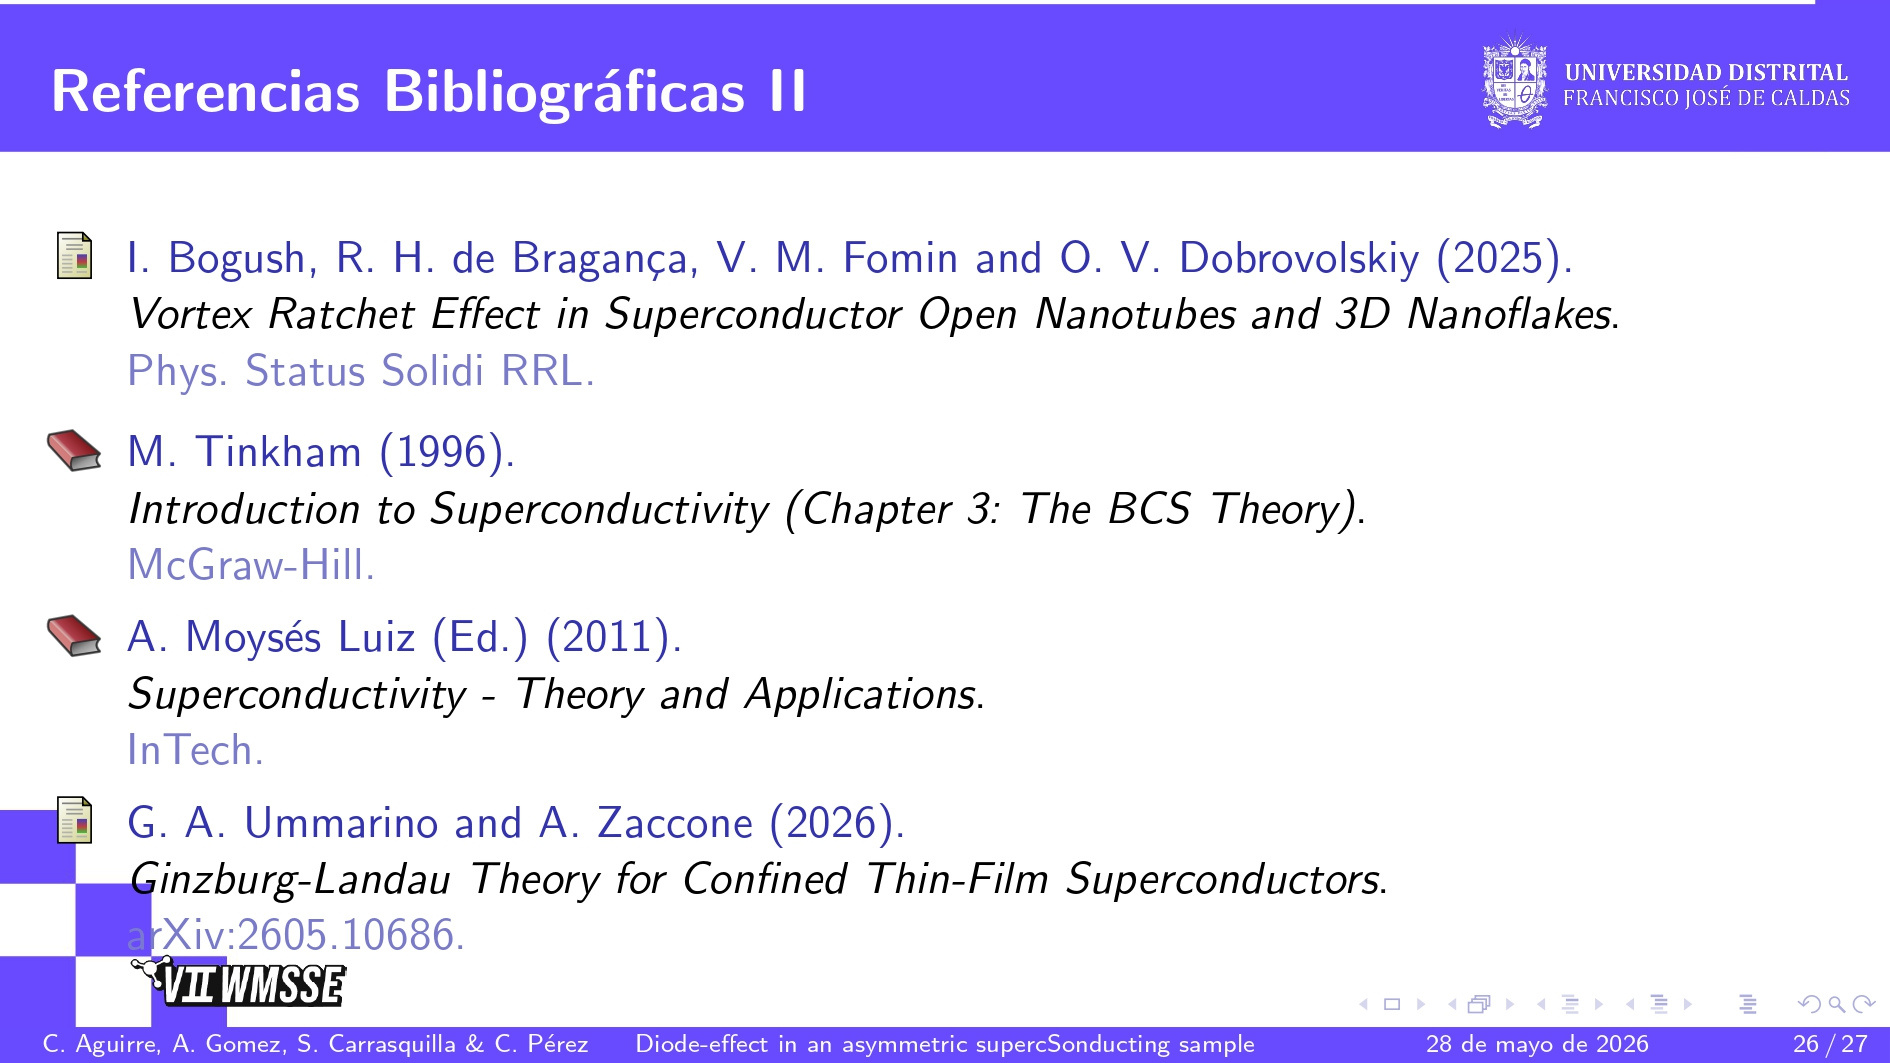 Referencias Bibliográficas II
UNIVERSIDAD DISTRITAL
FRANCISCO JOSÉ DE CALDAS
I. Bogush, R. H. de Bragança, V. M. Fomin and O. V. Dobrovolskiy (2025).
Vortex Ratchet Effect in Superconductor Open Nanotubes and 3D Nanoflakes.
Phys. Status Solidi RRL.
M. Tinkham (1996).
Introduction to Superconductivity (Chapter 3: The BCS Theory).
McGraw-Hill.
A. Moysés Luiz (Ed.) (2011).
Superconductivity - Theory and Applications.
InTech.
G. A. Ummarino and A. Zaccone (2026).
Ginzburg-Landau Theory for Confined Thin-Film Superconductors.
arXiv:2605.10686.
VII WMSSE
C. Aguirre, A. Gomez, S. Carrasquilla & C. Pérez Diode-effect in an asymmetric supercSonducting sample 28 de mayo de 2026 26 / 27